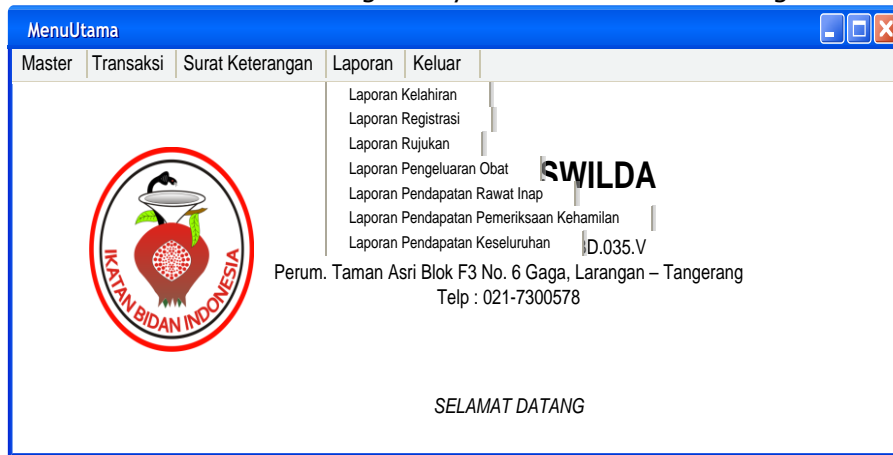 MenuUtama
Master Transaksi Surat Keterangan Laporan Keluar
Laporan Kelahiran
Laporan Registrasi
Laporan Rujukan
Laporan Pengeluaran Obat
SWILDA
Laporan Pendapatan Rawat Inap
Laporan Pendapatan Pemeriksaan Kehamilan
Laporan Pendapatan Keseluruhan
D.035.V
IKATAN BIDAN INDONESIA
Perum. Taman Asri Blok F3 No. 6 Gaga, Larangan – Tangerang
Telp : 021-7300578
SELAMAT DATANG